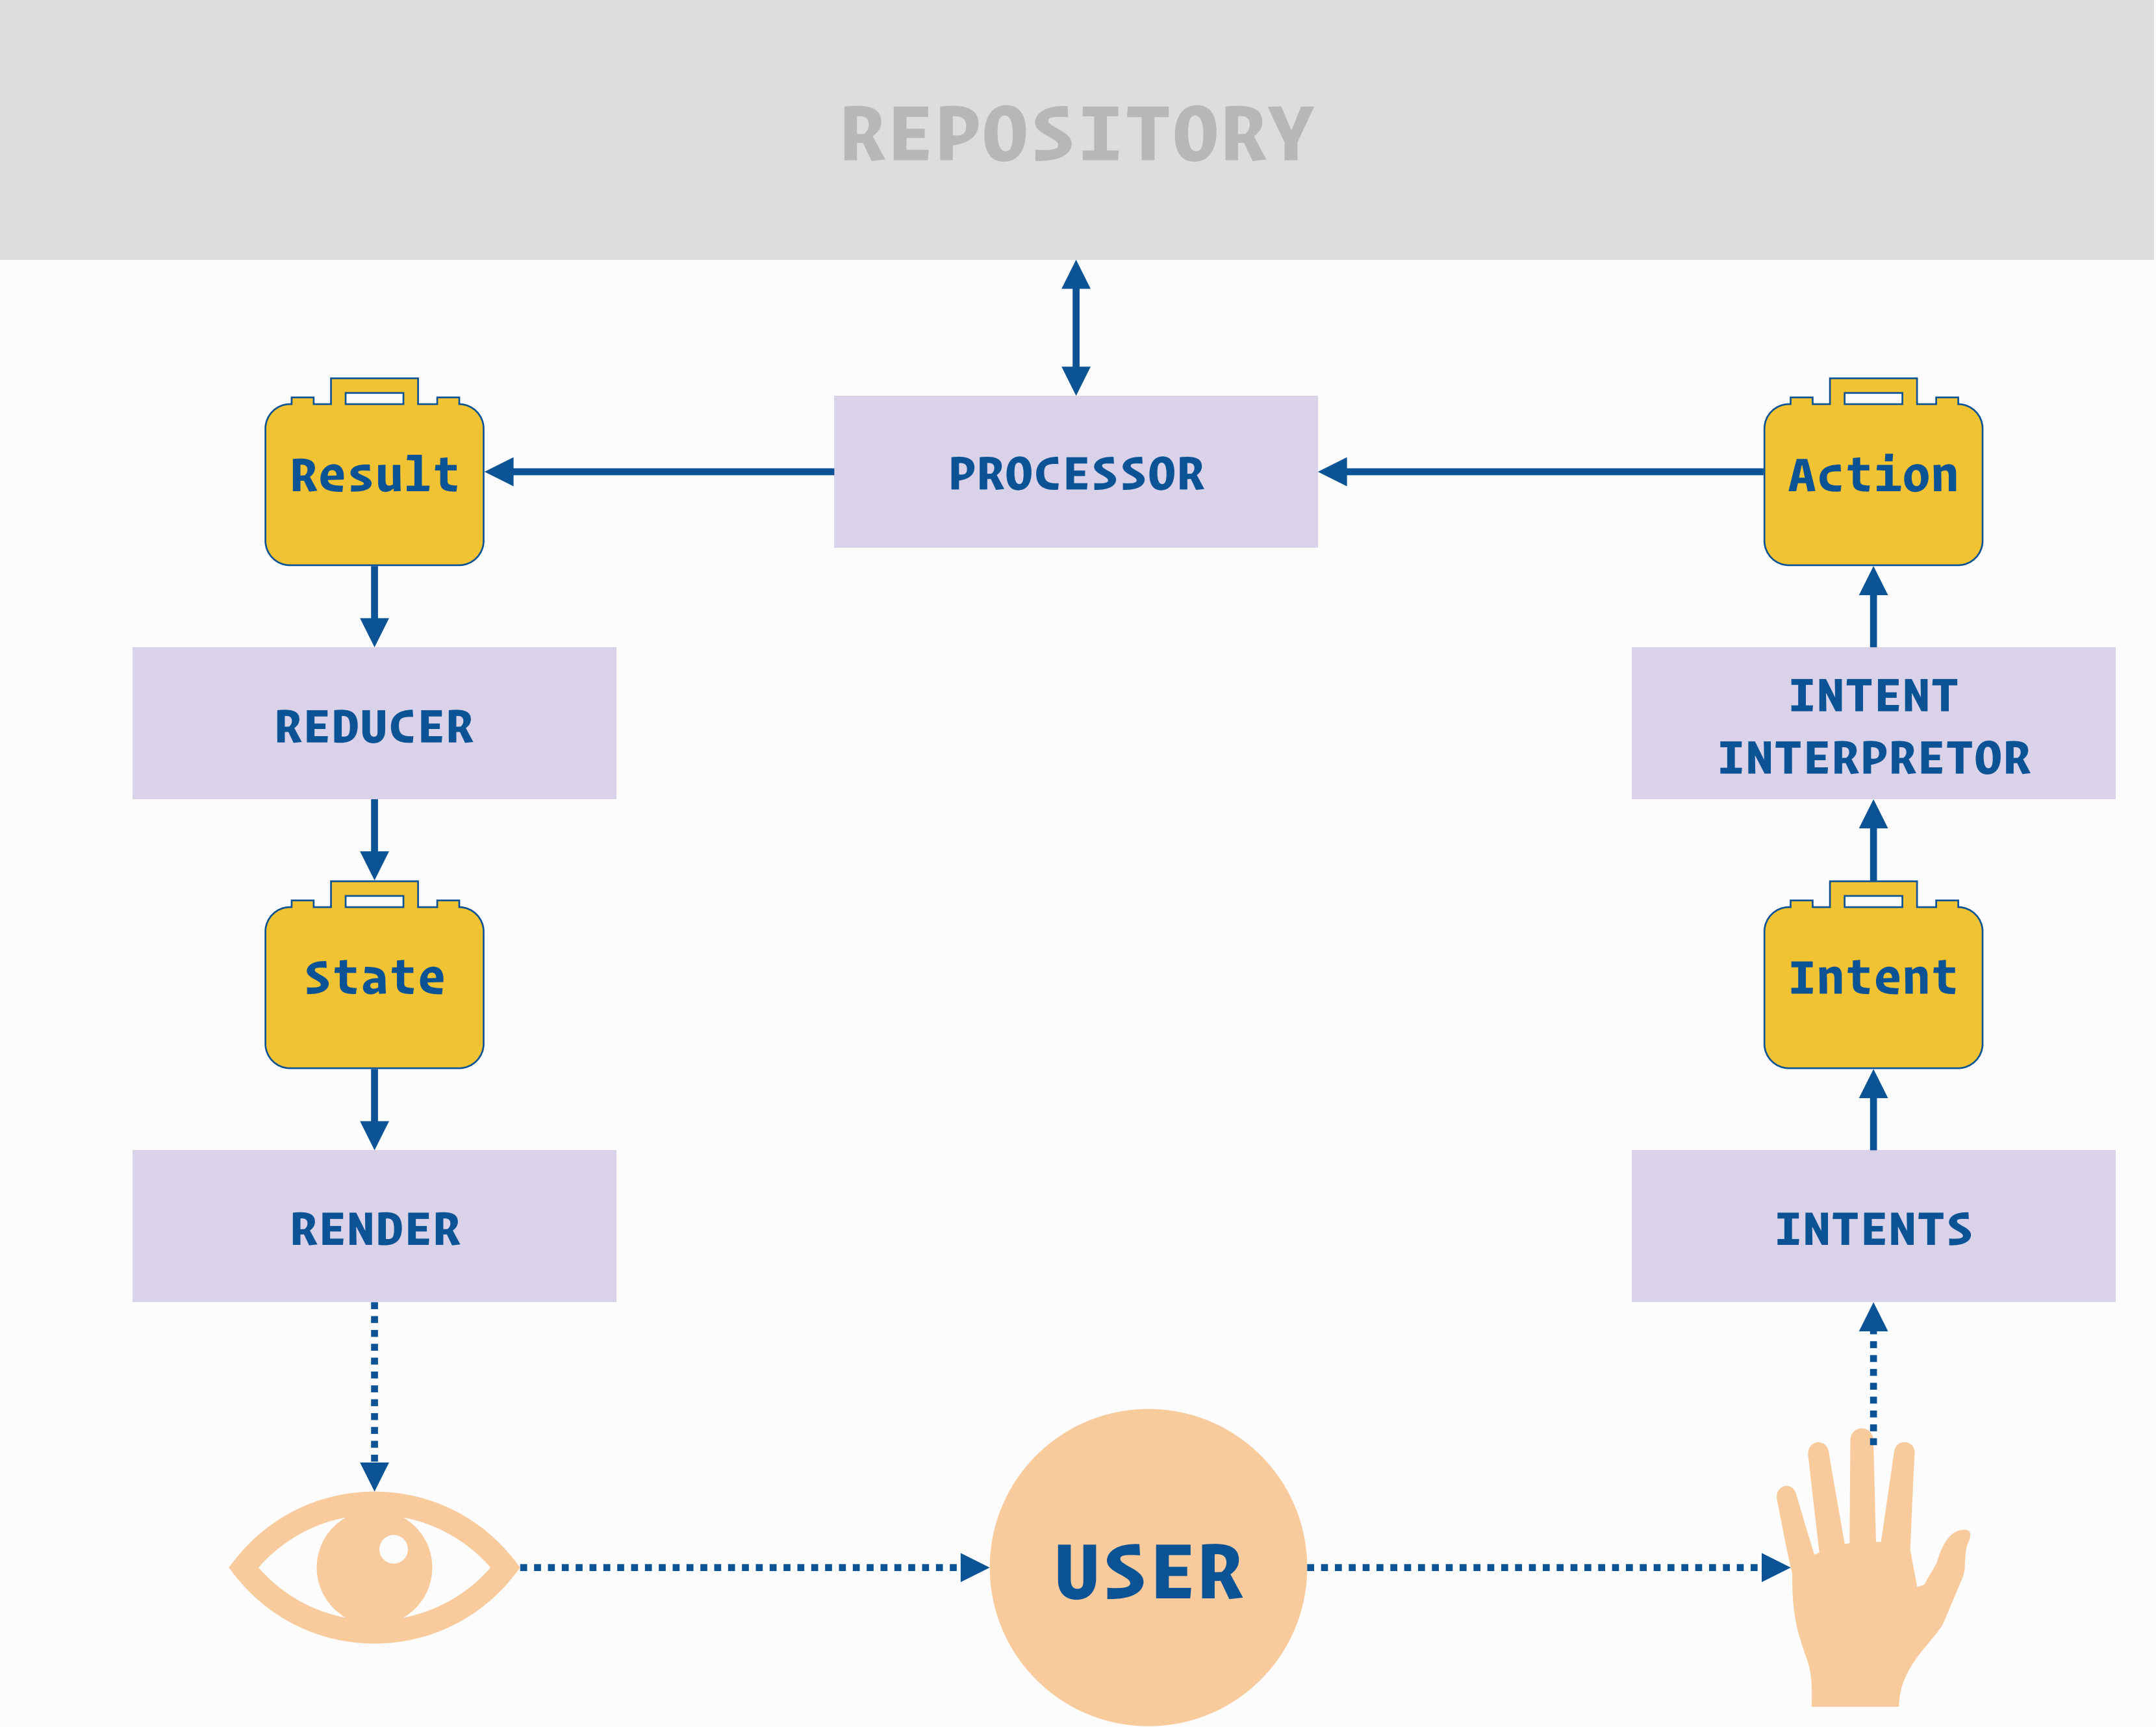 REPOSITORY
Result
PROCESSOR
Action
REDUCER
INTENT
INTERPRETOR
State
Intent
RENDER
INTENTS
USER